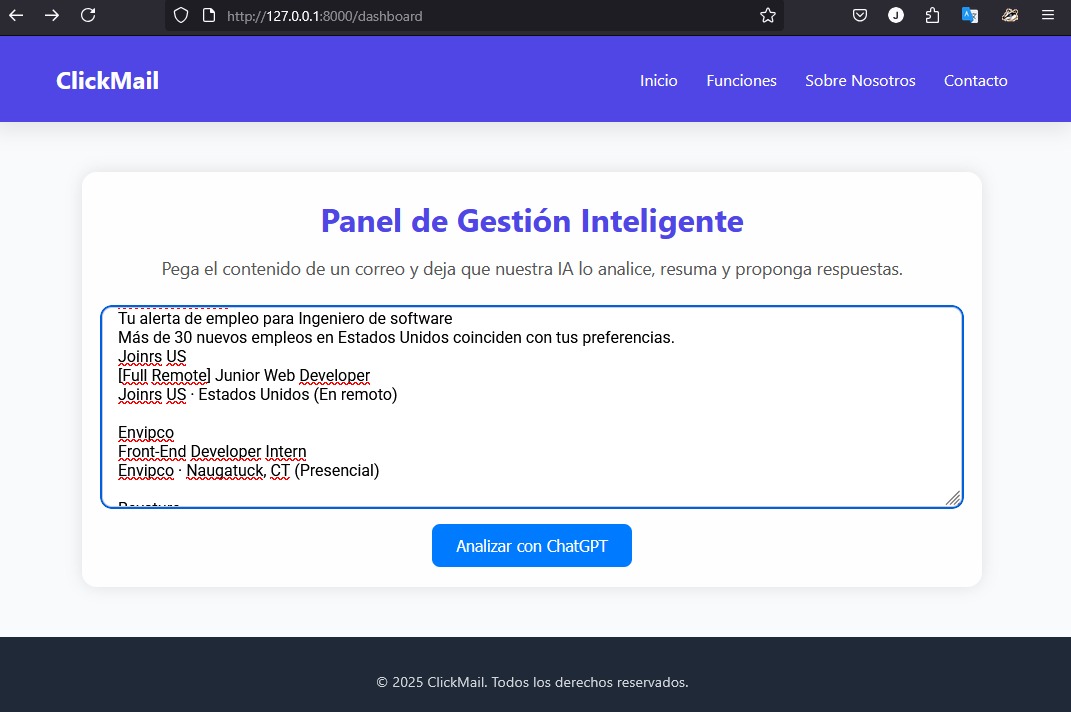 http://127.0.0.1:8000/dashboard
J
ClickMail
Inicio
Funciones
Sobre Nosotros
Contacto
Panel de Gestión Inteligente
Pega el contenido de un correo y deja que nuestra IA lo analice, resuma y proponga respuestas.
Tu alerta de empleo para Ingeniero de software
Más de 30 nuevos empleos en Estados Unidos coinciden con tus preferencias.
Joinrs US
[Full Remote] Junior Web Developer
Joinrs US · Estados Unidos (En remoto)
Envipco
Front-End Developer Intern
Envipco · Naugatuck, CT (Presencial)
Analizar con ChatGPT
© 2025 ClickMail. Todos los derechos reservados.